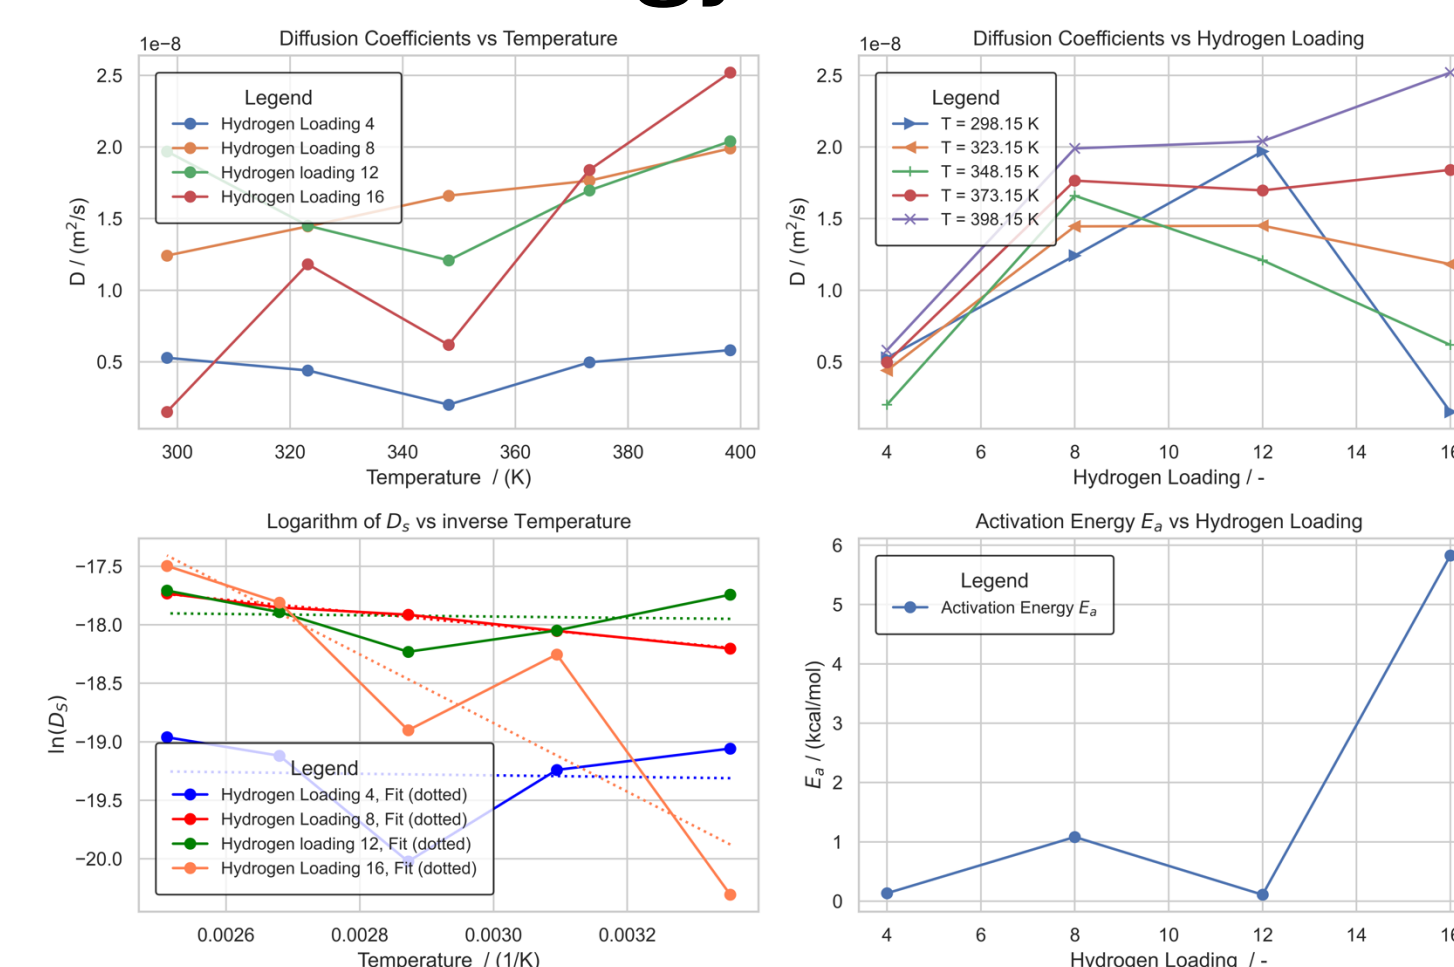 Diffusion Coefficients vs Temperature
1e−8
2.5
2.0
1.5
1.0
0.5
D / (m²/s)
Legend
Hydrogen Loading 4
Hydrogen Loading 8
Hydrogen loading 12
Hydrogen Loading 16
300 320 340 360 380 400
Temperature / (K)
Diffusion Coefficients vs Hydrogen Loading
1e−8
2.5
2.0
1.5
1.0
0.5
D / (m²/s)
Legend
T = 298.15 K
T = 323.15 K
T = 348.15 K
T = 373.15 K
T = 398.15 K
4 6 8 10 12 14 16
Hydrogen Loading / -
Logarithm of Dₛ vs inverse Temperature
−17.5
−18.0
−18.5
−19.0
−19.5
−20.0
ln(D_S)
Legend
Hydrogen Loading 4, Fit (dotted)
Hydrogen Loading 8, Fit (dotted)
Hydrogen loading 12, Fit (dotted)
Hydrogen Loading 16, Fit (dotted)
0.0026 0.0028 0.0030 0.0032
Temperature / (1/K)
Activation Energy Eₐ vs Hydrogen Loading
6
5
4
3
2
1
0
Eₐ / (kcal/mol)
Legend
Activation Energy Eₐ
4 6 8 10 12 14 16
Hydrogen Loading / -